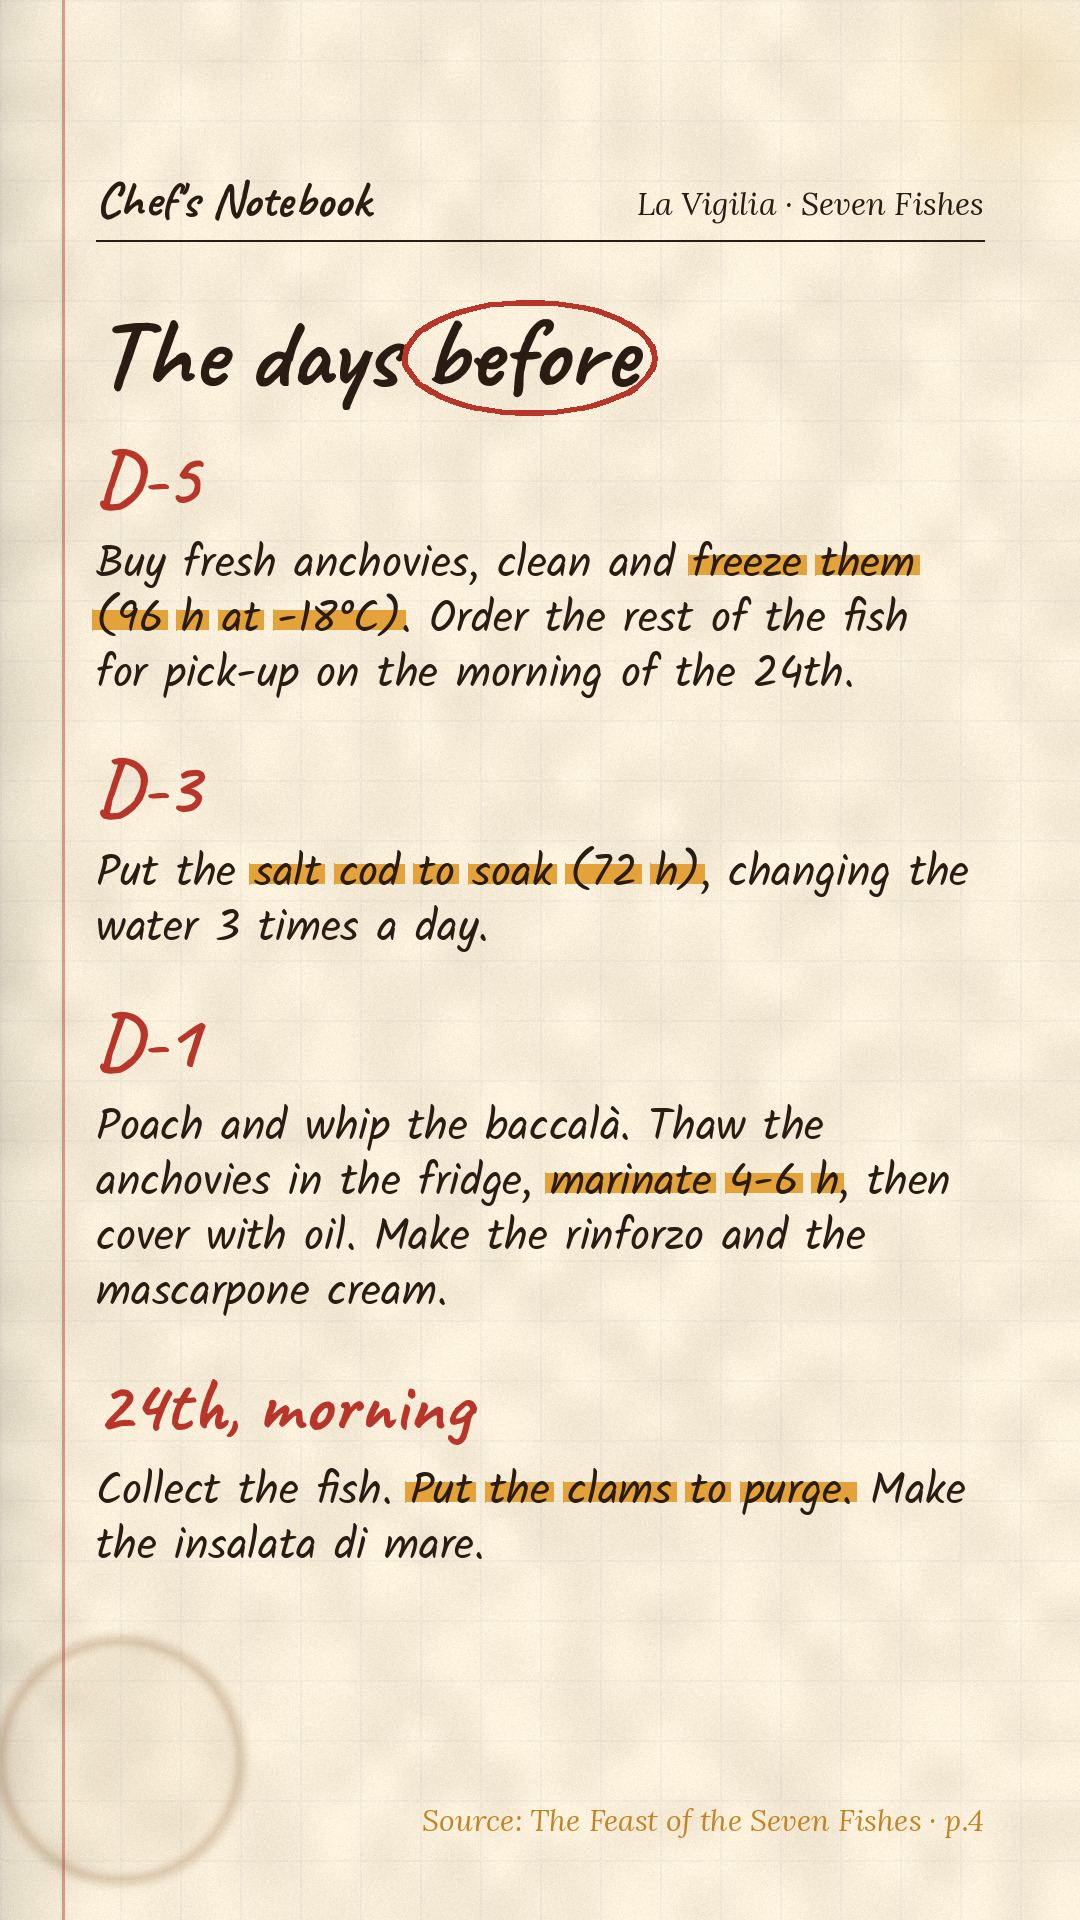 Chef's Notebook
La Vigilia · Seven Fishes
The days before
D-5
Buy fresh anchovies, clean and freeze them
(96 h at -18°C). Order the rest of the fish
for pick-up on the morning of the 24th.
D-3
Put the salt cod to soak (72 h), changing the
water 3 times a day.
D-1
Poach and whip the baccalà. Thaw the
anchovies in the fridge, marinate 4-6 h, then
cover with oil. Make the rinforzo and the
mascarpone cream.
24th, morning
Collect the fish. Put the clams to purge. Make
the insalata di mare.
Source: The Feast of the Seven Fishes · p.4